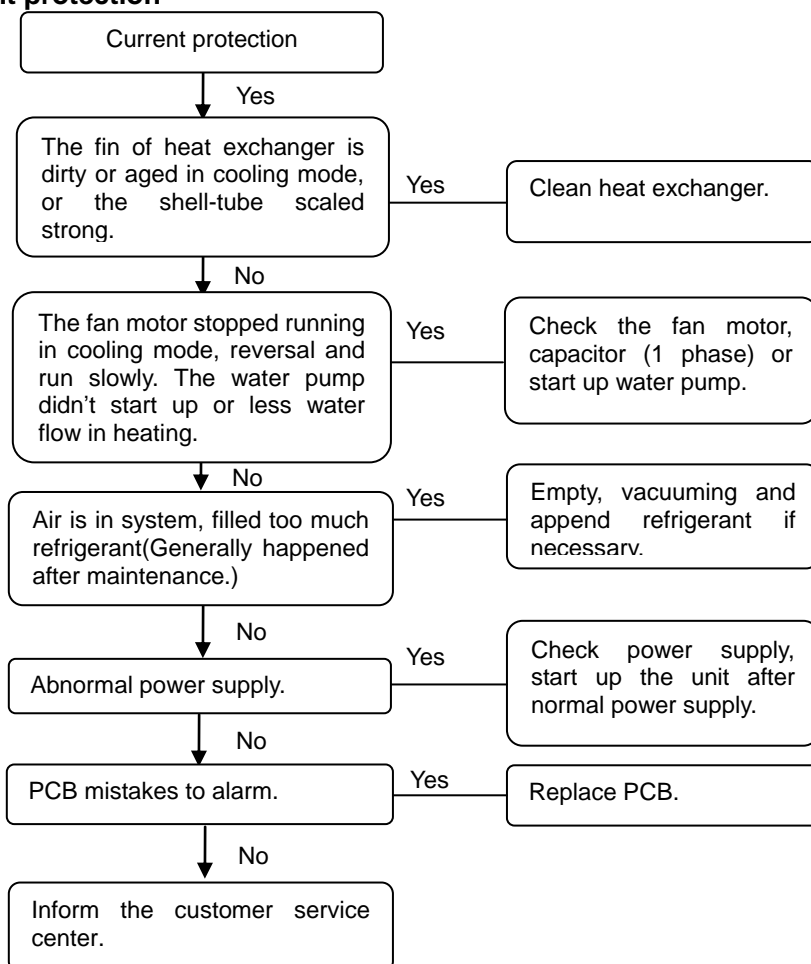 Current protection
Yes
The fin of heat exchanger is
dirty or aged in cooling mode,
or the shell-tube scaled
strong.
Yes
Clean heat exchanger.
No
The fan motor stopped running
in cooling mode, reversal and
run slowly. The water pump
didn’t start up or less water
flow in heating.
Yes
Check the fan motor,
capacitor (1 phase) or
start up water pump.
No
Air is in system, filled too much
refrigerant(Generally happened
after maintenance.)
Yes
Empty, vacuuming and
append refrigerant if
necessary.
No
Abnormal power supply.
Yes
Check power supply,
start up the unit after
normal power supply.
No
PCB mistakes to alarm.
Yes
Replace PCB.
No
Inform the customer service
center.